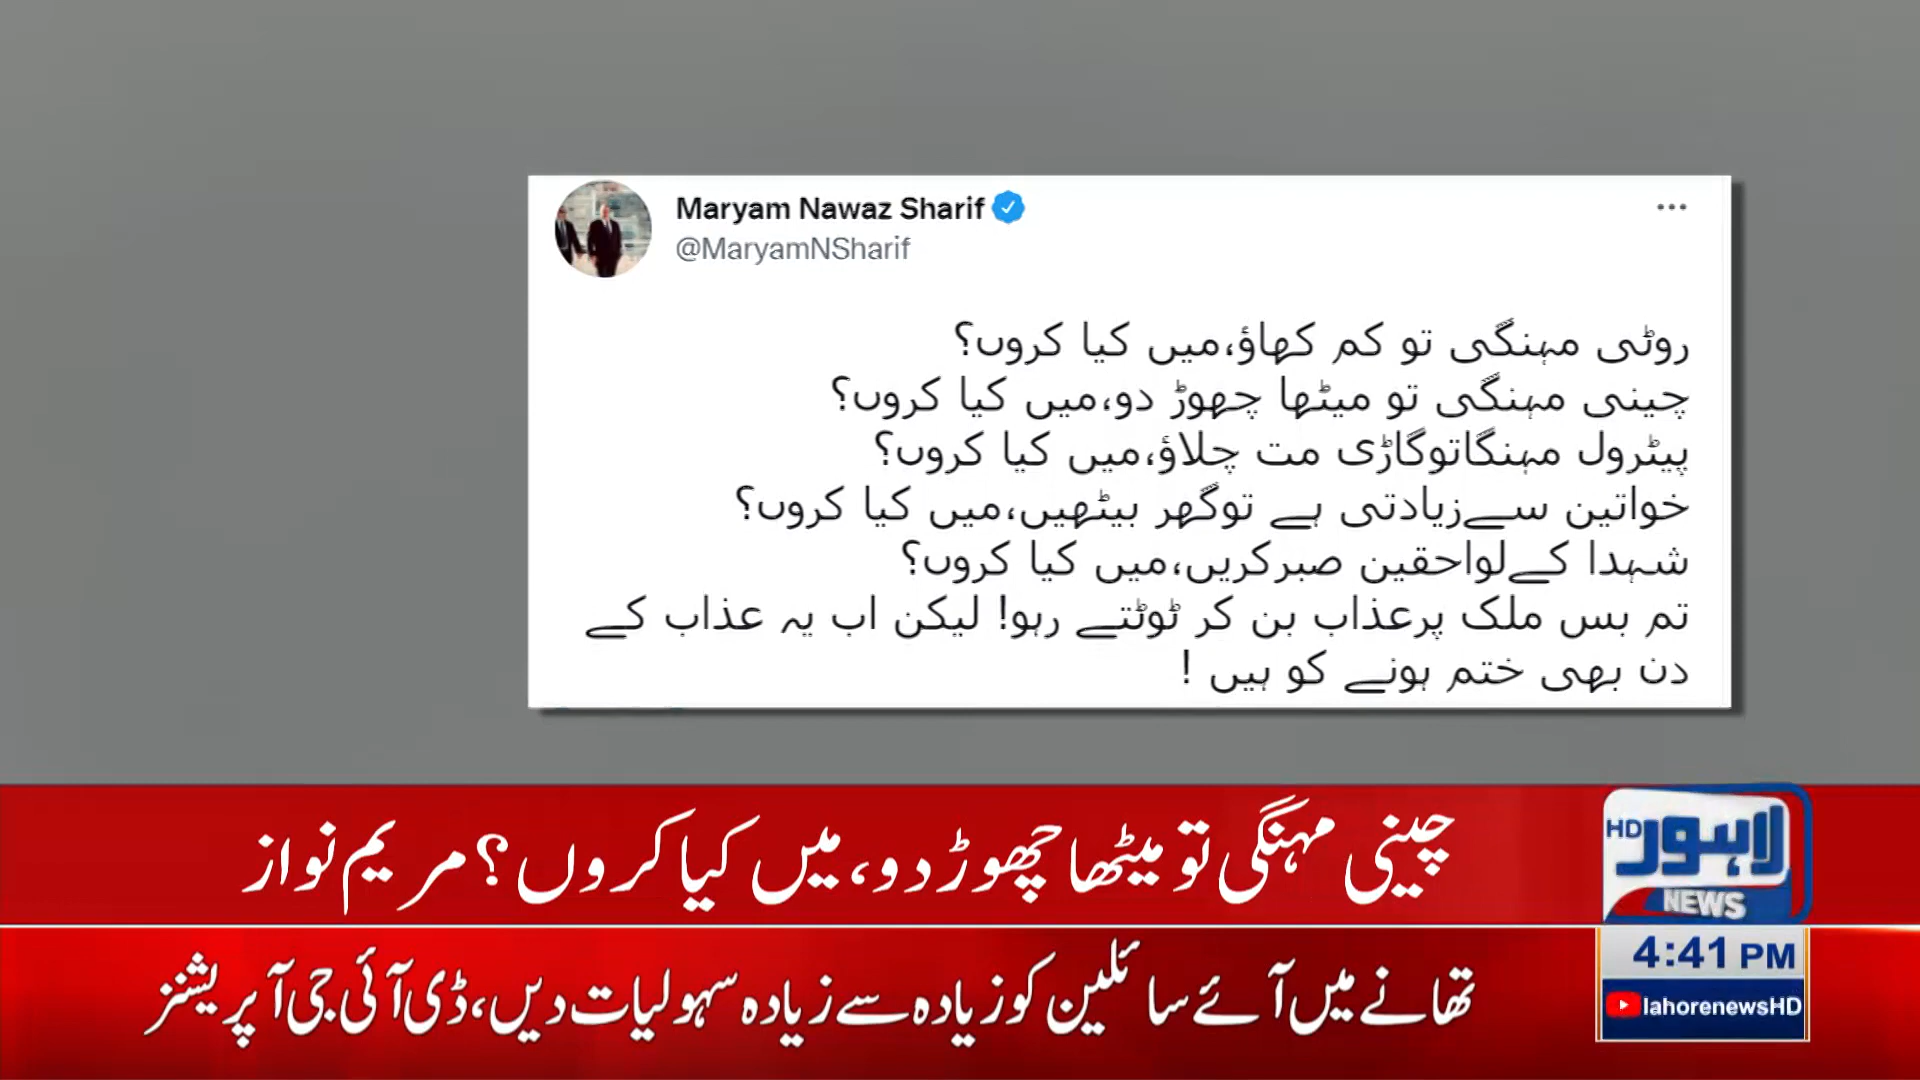 Maryam Nawaz Sharif
@MaryamNSharif
روٹی مہنگی تو کم کھاؤ،میں کیا کروں؟
چینی مہنگی تو میٹھا چھوڑ دو،میں کیا کروں؟
پیٹرول مہنگاتوگاڑی مت چلاؤ،میں کیا کروں؟
خواتین سےزیادتی ہے توگھر بیٹھیں،میں کیا کروں؟
شہدا کےلواحقین صبرکریں،میں کیا کروں؟
تم بس ملک پرعذاب بن کر ٹوٹتے رہو! لیکن اب یہ عذاب کے
دن بھی ختم ہونے کو ہیں !
چینی مہنگی تو میٹھا چھوڑ دو، میں کیا کروں؟ مریم نواز
لاہور HD
NEWS
4:41 PM
lahorenewsHD
تھانے میں آئے سائلین کو زیادہ سے زیادہ سہولیات دیں، ڈی آئی جی آپریشنز